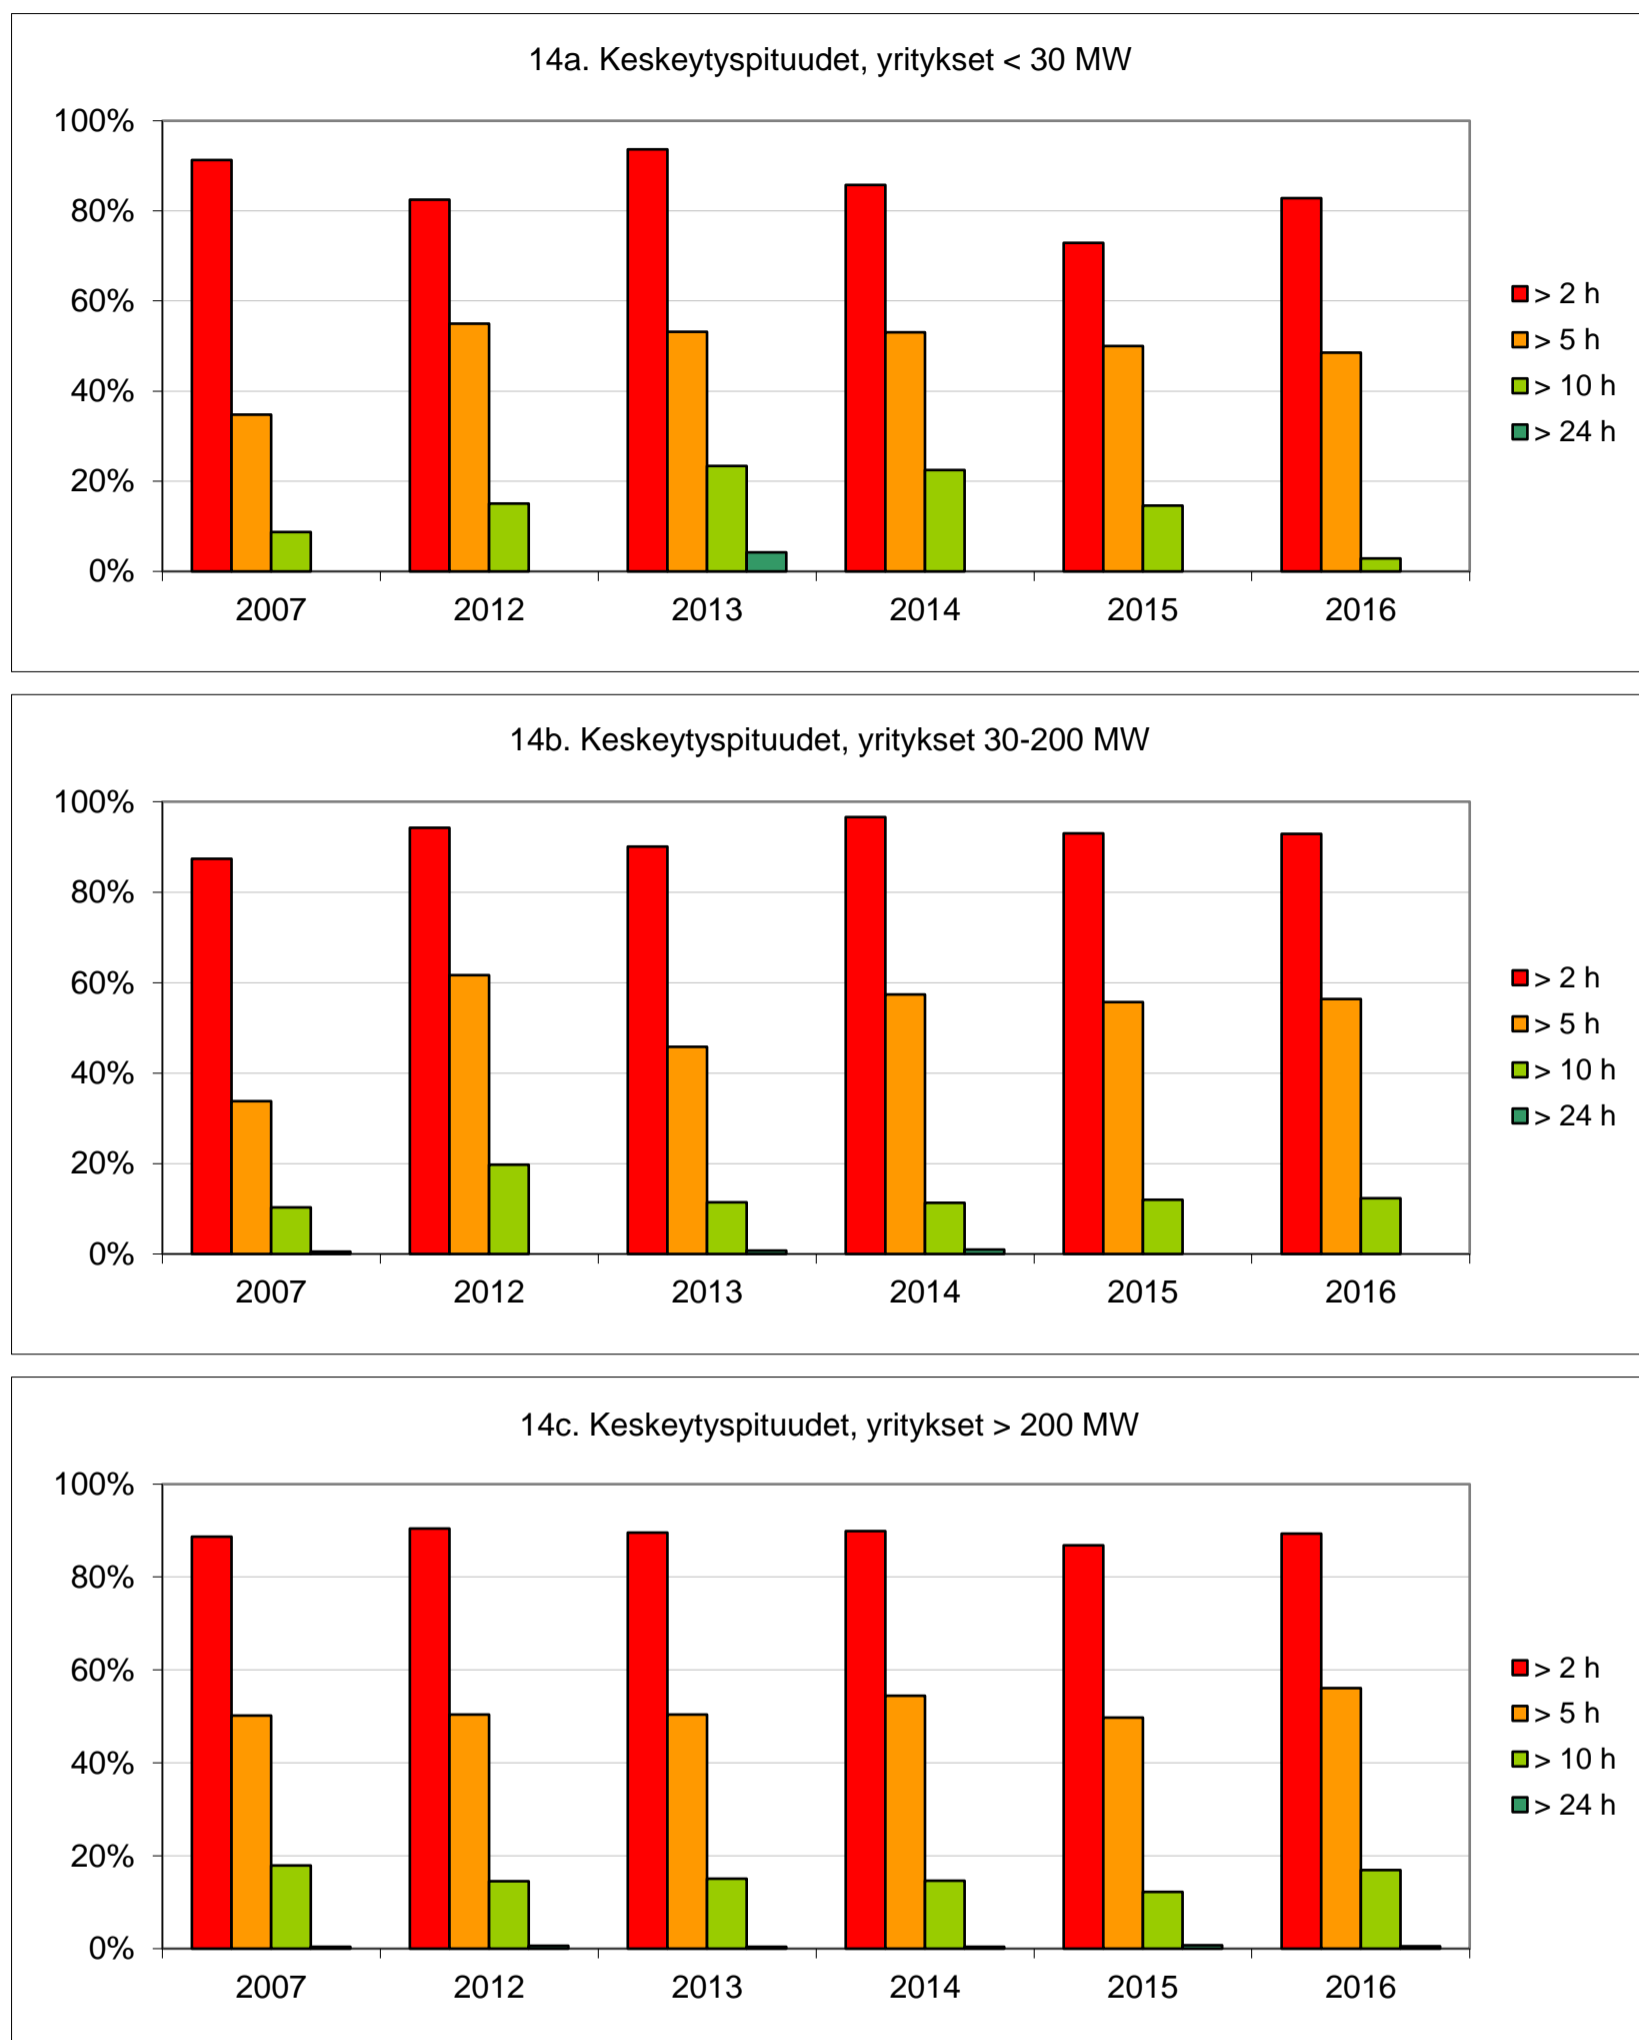 14a. Keskeytyspituudet, yritykset < 30 MW
100%
80%
60%
40%
20%
0%
2007 2012 2013 2014 2015 2016
> 2 h
> 5 h
> 10 h
> 24 h
14b. Keskeytyspituudet, yritykset 30-200 MW
100%
80%
60%
40%
20%
0%
2007 2012 2013 2014 2015 2016
> 2 h
> 5 h
> 10 h
> 24 h
14c. Keskeytyspituudet, yritykset > 200 MW
100%
80%
60%
40%
20%
0%
2007 2012 2013 2014 2015 2016
> 2 h
> 5 h
> 10 h
> 24 h